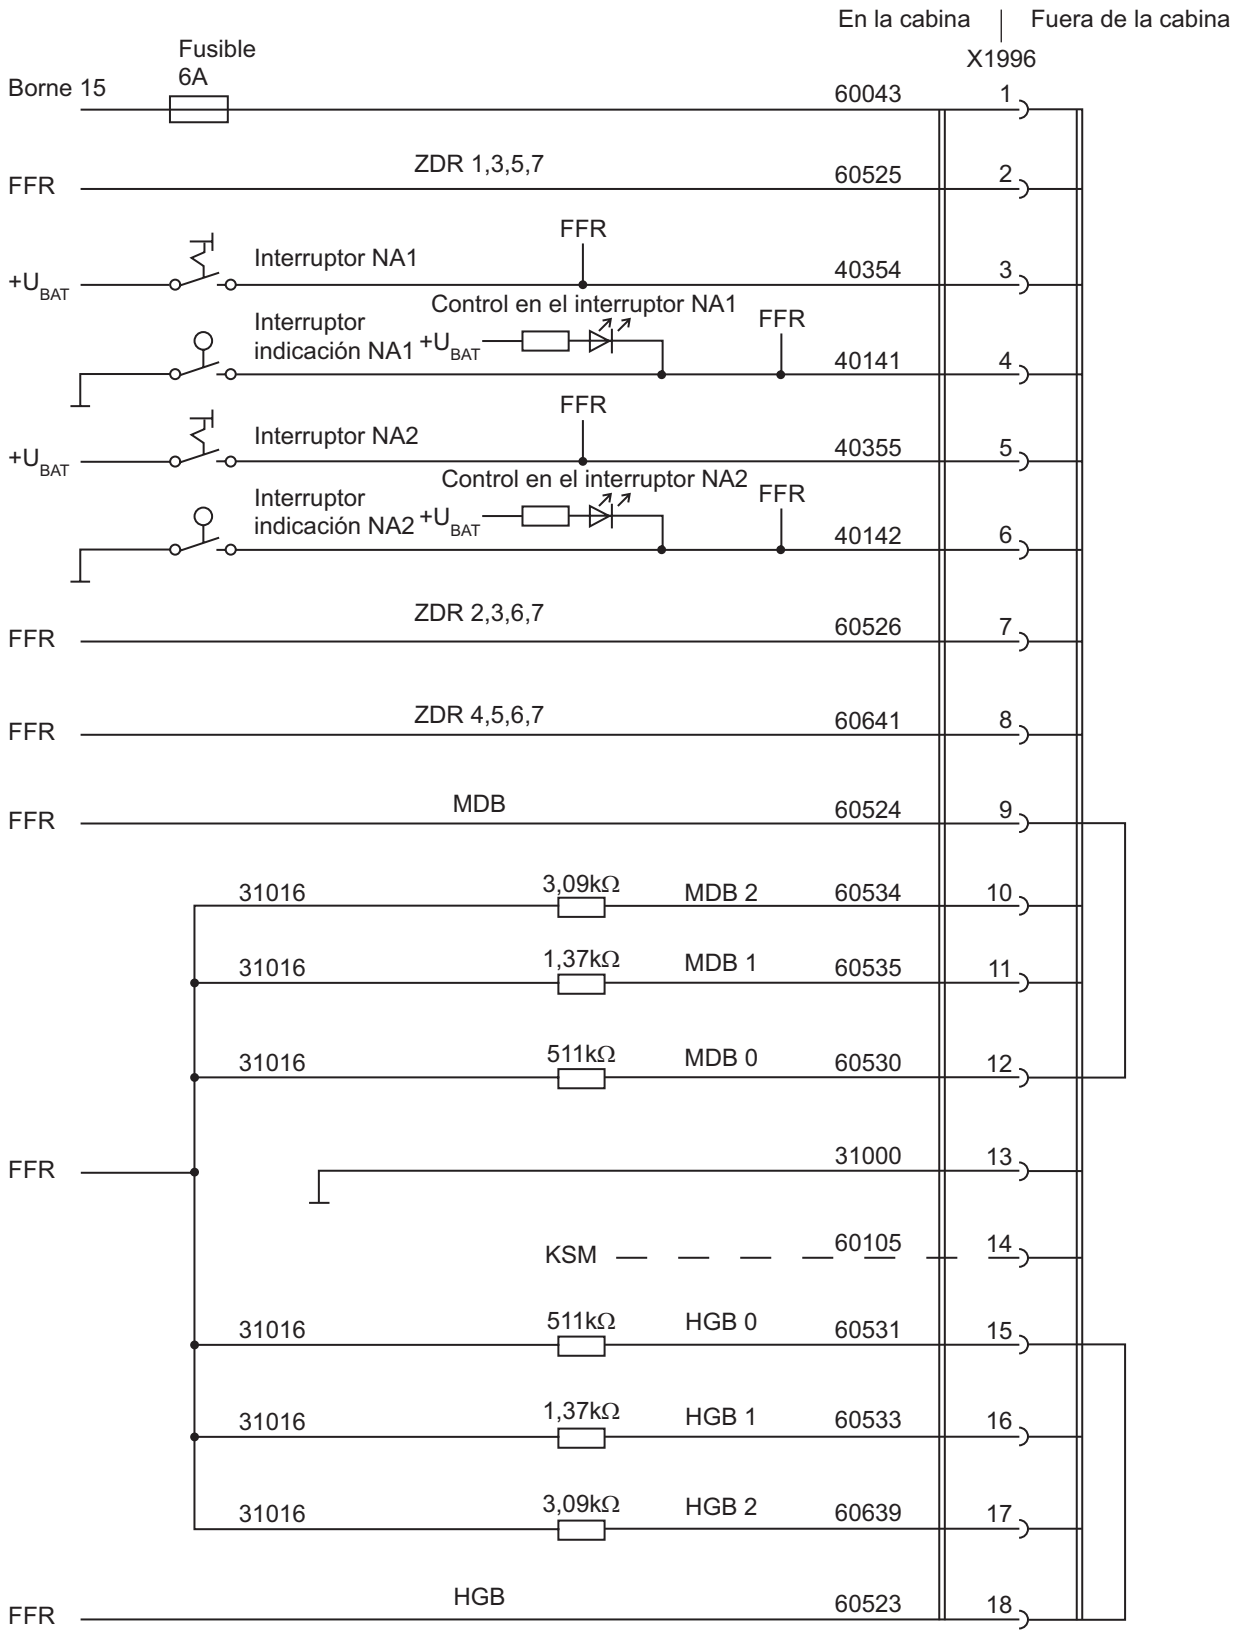 En la cabina
Fuera de la cabina
X1996
Fusible
6A
Borne 15
60043
1
FFR
ZDR 1,3,5,7
60525
2
FFR
+UBAT
Interruptor NA1
40354
3
Control en el interruptor NA1
Interruptor
indicación NA1
+UBAT
FFR
40141
4
FFR
+UBAT
Interruptor NA2
40355
5
Control en el interruptor NA2
Interruptor
indicación NA2
+UBAT
FFR
40142
6
FFR
ZDR 2,3,6,7
60526
7
FFR
ZDR 4,5,6,7
60641
8
FFR
MDB
60524
9
31016
3,09kΩ
MDB 2
60534
10
31016
1,37kΩ
MDB 1
60535
11
31016
511kΩ
MDB 0
60530
12
FFR
31000
13
KSM
60105
14
31016
511kΩ
HGB 0
60531
15
31016
1,37kΩ
HGB 1
60533
16
31016
3,09kΩ
HGB 2
60639
17
FFR
HGB
60523
18